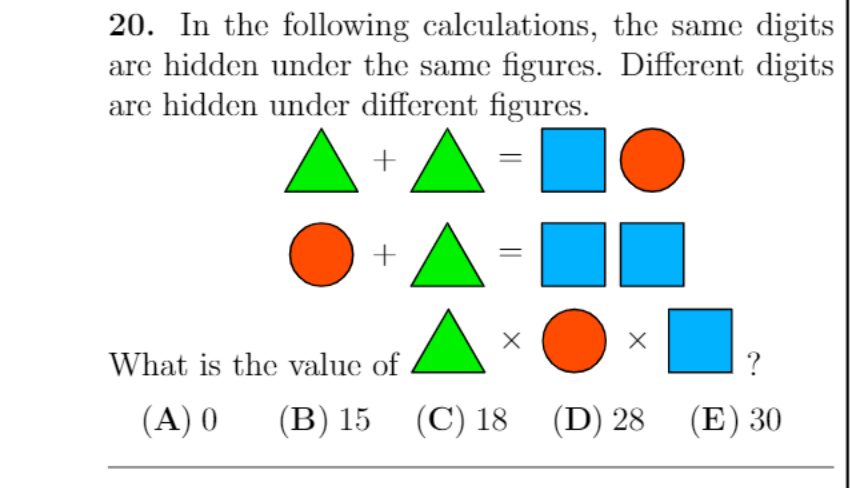 20. In the following calculations, the same digits
are hidden under the same figures. Different digits
are hidden under different figures.
+ =
+ =
What is the value of × × ?
(A) 0 (B) 15 (C) 18 (D) 28 (E) 30